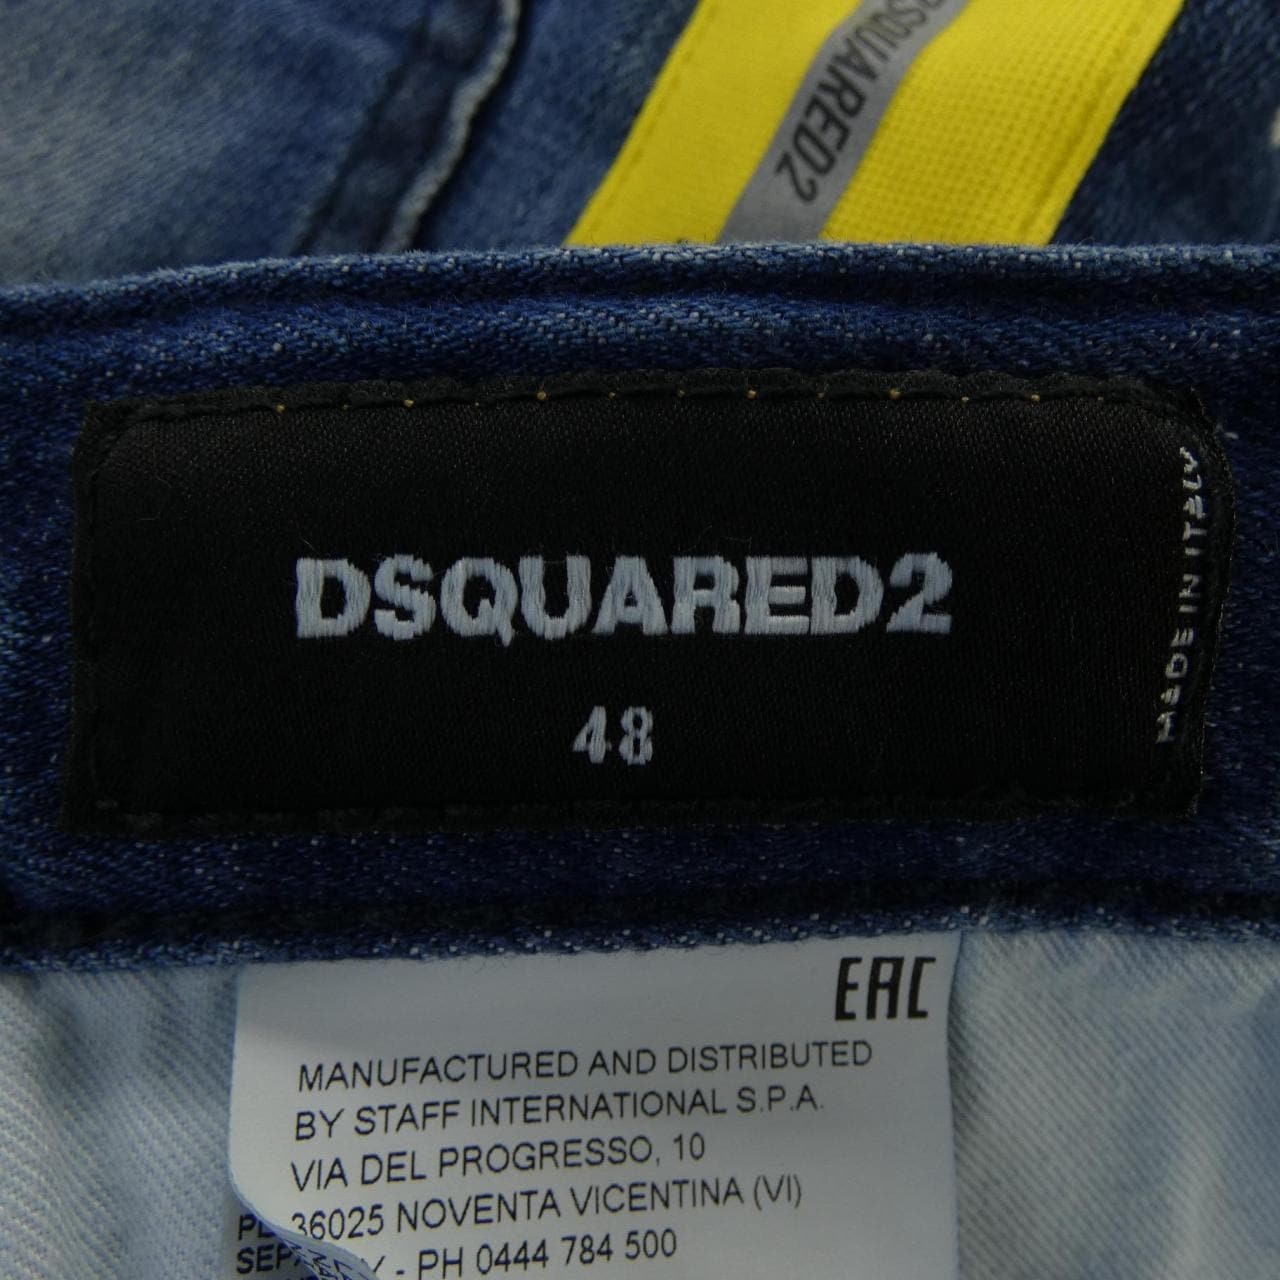 DSQUARED2
DSQUARED2
48
MADE IN ITALY
EAC
MANUFACTURED AND DISTRIBUTED
BY STAFF INTERNATIONAL S.P.A.
VIA DEL PROGRESSO, 10
36025 NOVENTA VICENTINA (VI)
- PH 0444 784 500